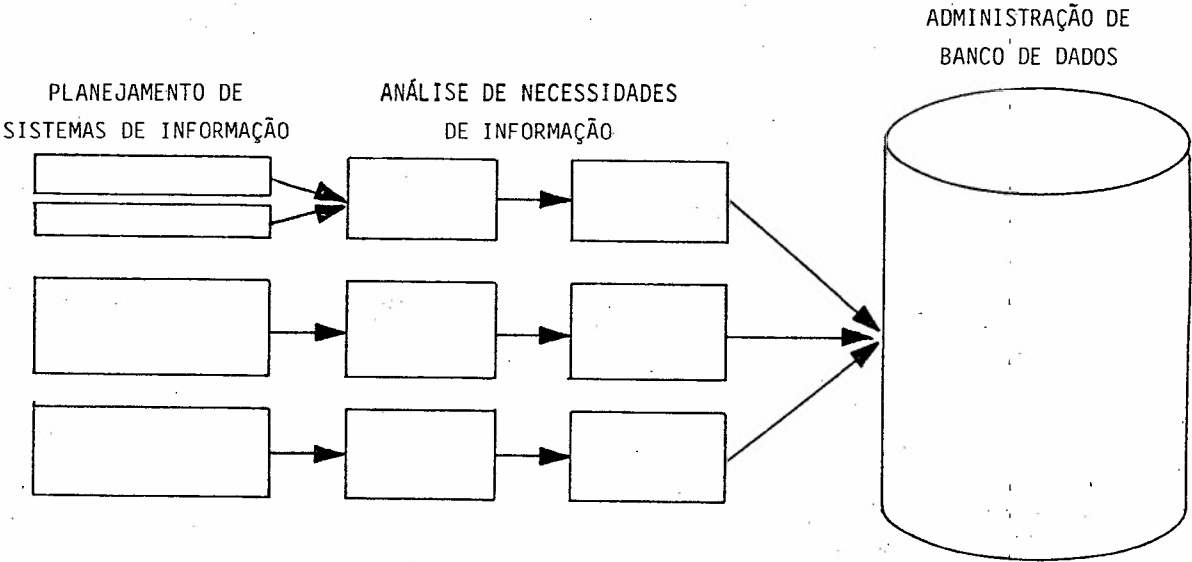 PLANEJAMENTO DE
SISTEMAS DE INFORMAÇÃO
ANÁLISE DE NECESSIDADES
DE INFORMAÇÃO
ADMINISTRAÇÃO DE
BANCO DE DADOS